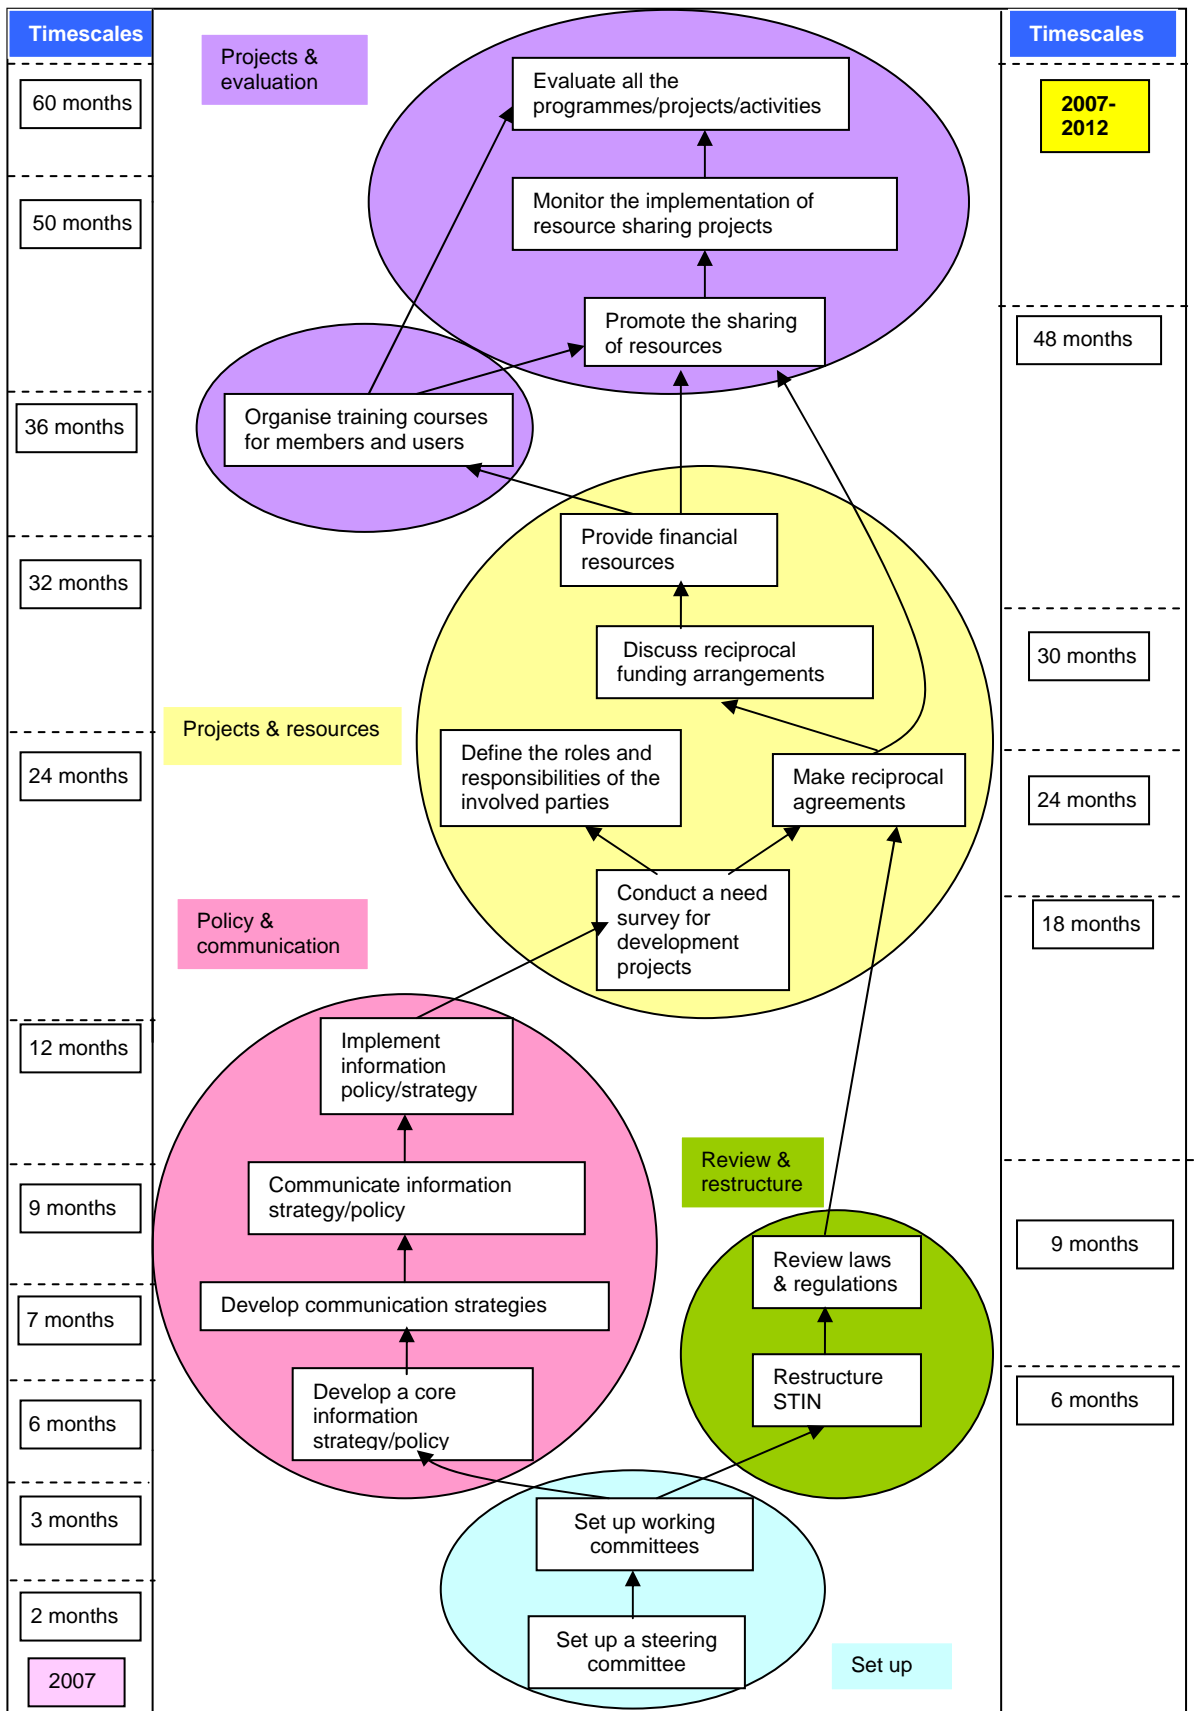 Timescales
Timescales
Projects &
evaluation
Evaluate all the
programmes/projects/activities
60 months
2007-
2012
Monitor the implementation of
resource sharing projects
50 months
Promote the sharing
of resources
48 months
Organise training courses
for members and users
36 months
Provide financial
resources
32 months
Discuss reciprocal
funding arrangements
30 months
Projects & resources
Define the roles and
responsibilities of the
involved parties
Make reciprocal
agreements
24 months
24 months
Conduct a need
survey for
development
projects
Policy &
communication
18 months
Implement
information
policy/strategy
12 months
Review &
restructure
Communicate information
strategy/policy
9 months
Review laws
& regulations
9 months
Develop communication strategies
7 months
Develop a core
information
strategy/policy
Restructure
STIN
6 months
6 months
Set up working
committees
3 months
2 months
Set up a steering
committee
Set up
2007